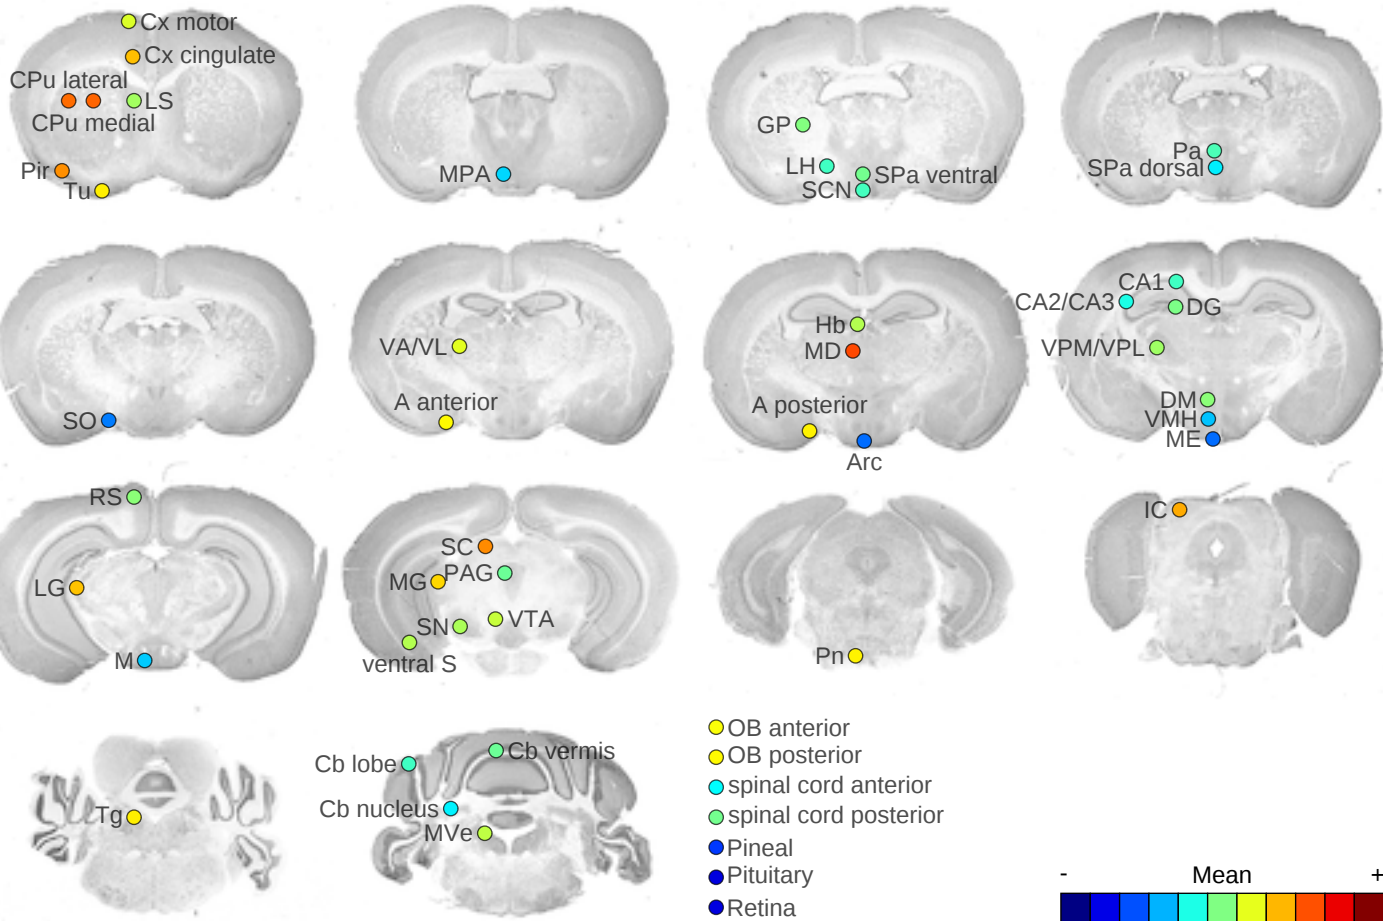 Cx motor
Cx cingulate
CPu lateral
LS
CPu medial
Pir
Tu
MPA
GP
LH
SPa ventral
SCN
Pa
SPa dorsal
SO
VA/VL
A anterior
Hb
MD
A posterior
Arc
CA1
CA2/CA3
DG
VPM/VPL
DM
VMH
ME
RS
LG
M
SC
PAG
MG
VTA
SN
ventral S
Pn
IC
Tg
Cb vermis
Cb lobe
Cb nucleus
MVe
OB anterior
OB posterior
spinal cord anterior
spinal cord posterior
Pineal
Pituitary
Retina
- Mean +